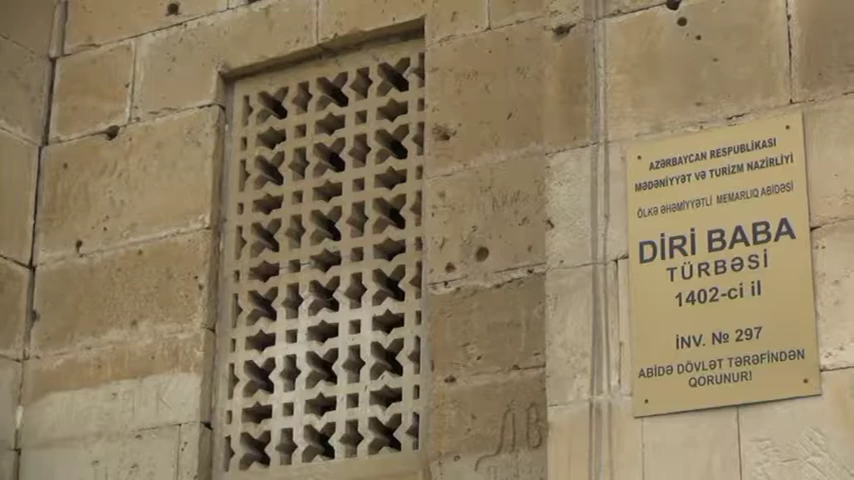 AZƏRBAYCAN RESPUBLİKASI
MƏDƏNİYYƏT VƏ TURİZM NAZİRLİYİ
ÖLKƏ ƏHƏMİYYƏTLİ MEMARLIQ ABİDƏSİ
DİRİ BABA
TÜRBƏSİ
1402-ci il
İNV. № 297
ABİDƏ DÖVLƏT TƏRƏFİNDƏN
QORUNUR!